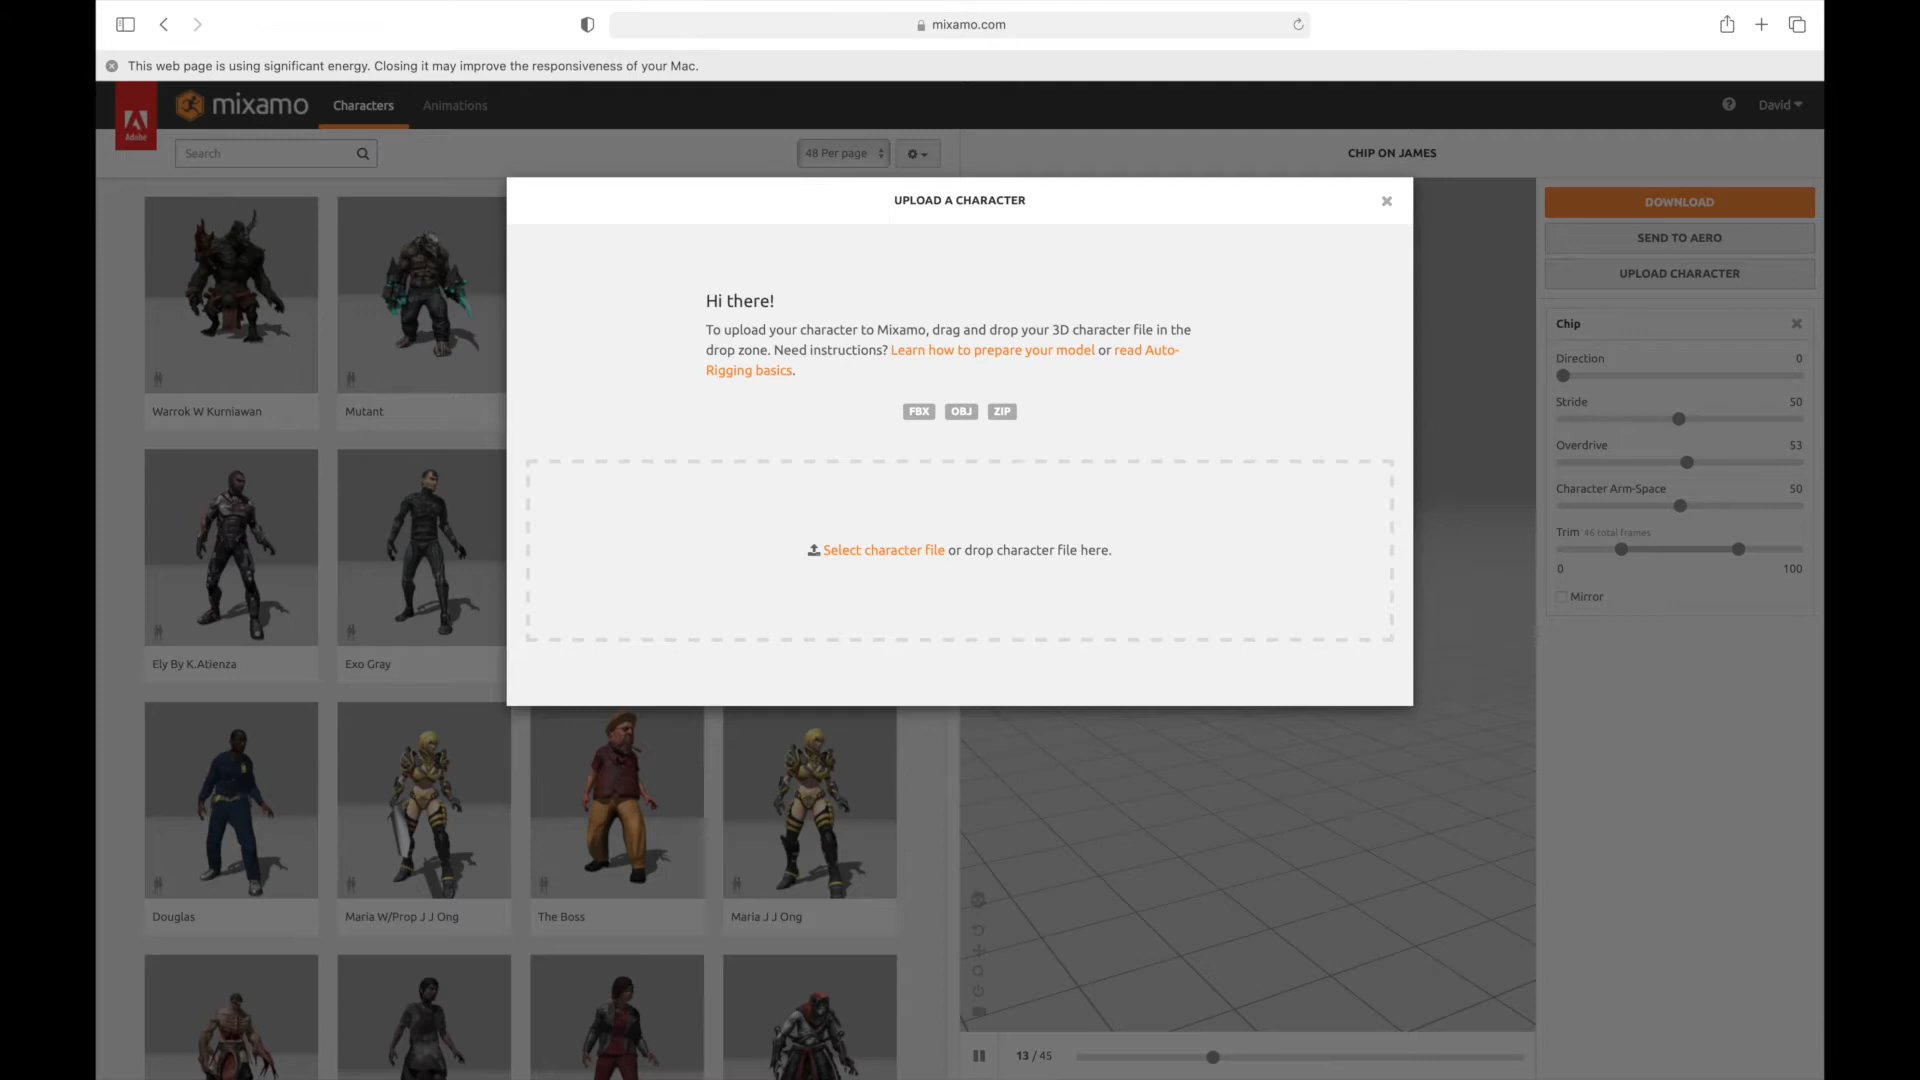 mixamo.com
This web page is using significant energy. Closing it may improve the responsiveness of your Mac.
Adobe
mixamo
Characters
Animations
David
Search
48 Per page
CHIP ON JAMES
UPLOAD A CHARACTER
Hi there!
To upload your character to Mixamo, drag and drop your 3D character file in the
drop zone. Need instructions? Learn how to prepare your model or read Auto-
Rigging basics.
FBX OBJ ZIP
Select character file or drop character file here.
DOWNLOAD
SEND TO AERO
UPLOAD CHARACTER
Chip
Direction 0
Stride 50
Overdrive 53
Character Arm-Space 50
Trim 46 total frames
0 100
Mirror
Warrok W Kurniawan
Mutant
Ely By K.Atienza
Exo Gray
Douglas
Maria W/Prop J J Ong
The Boss
Maria J J Ong
13 / 45